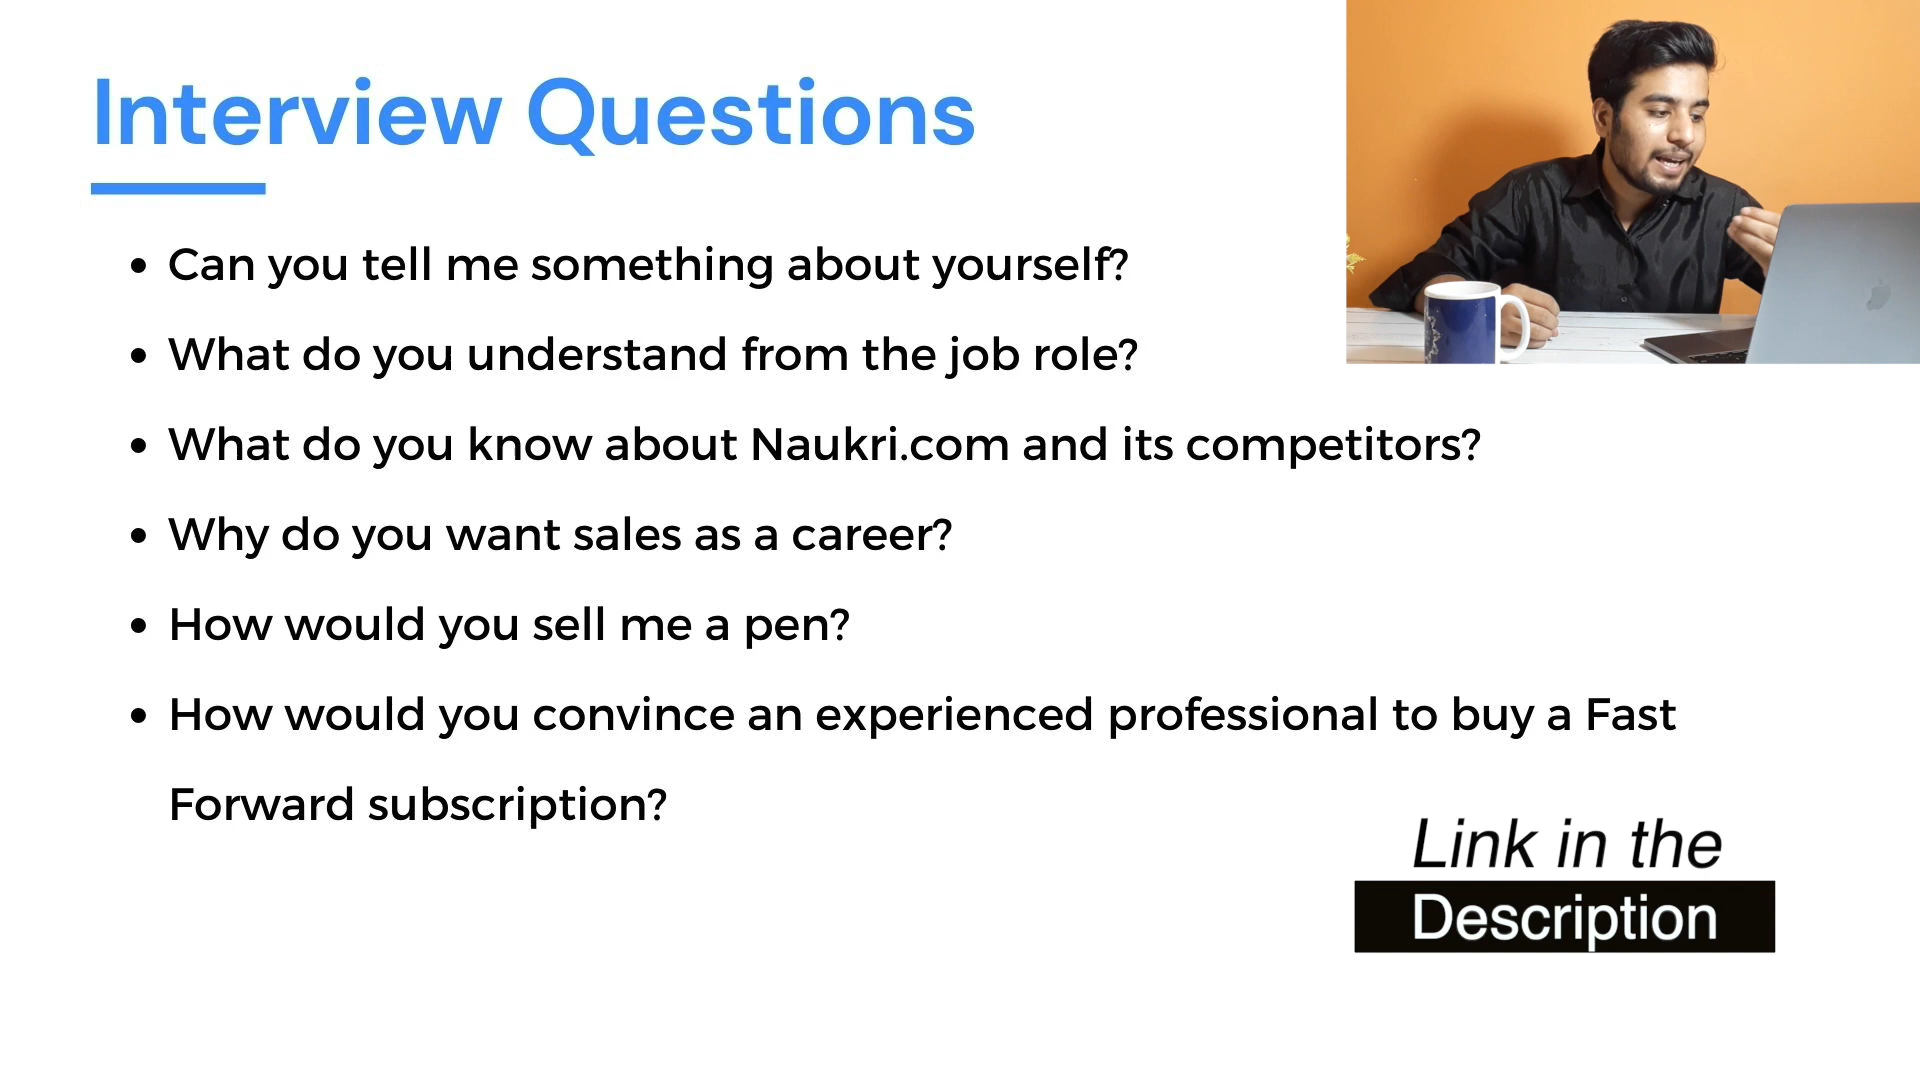 Interview Questions
• Can you tell me something about yourself?
• What do you understand from the job role?
• What do you know about Naukri.com and its competitors?
• Why do you want sales as a career?
• How would you sell me a pen?
• How would you convince an experienced professional to buy a Fast
Forward subscription?
Link in the
Description